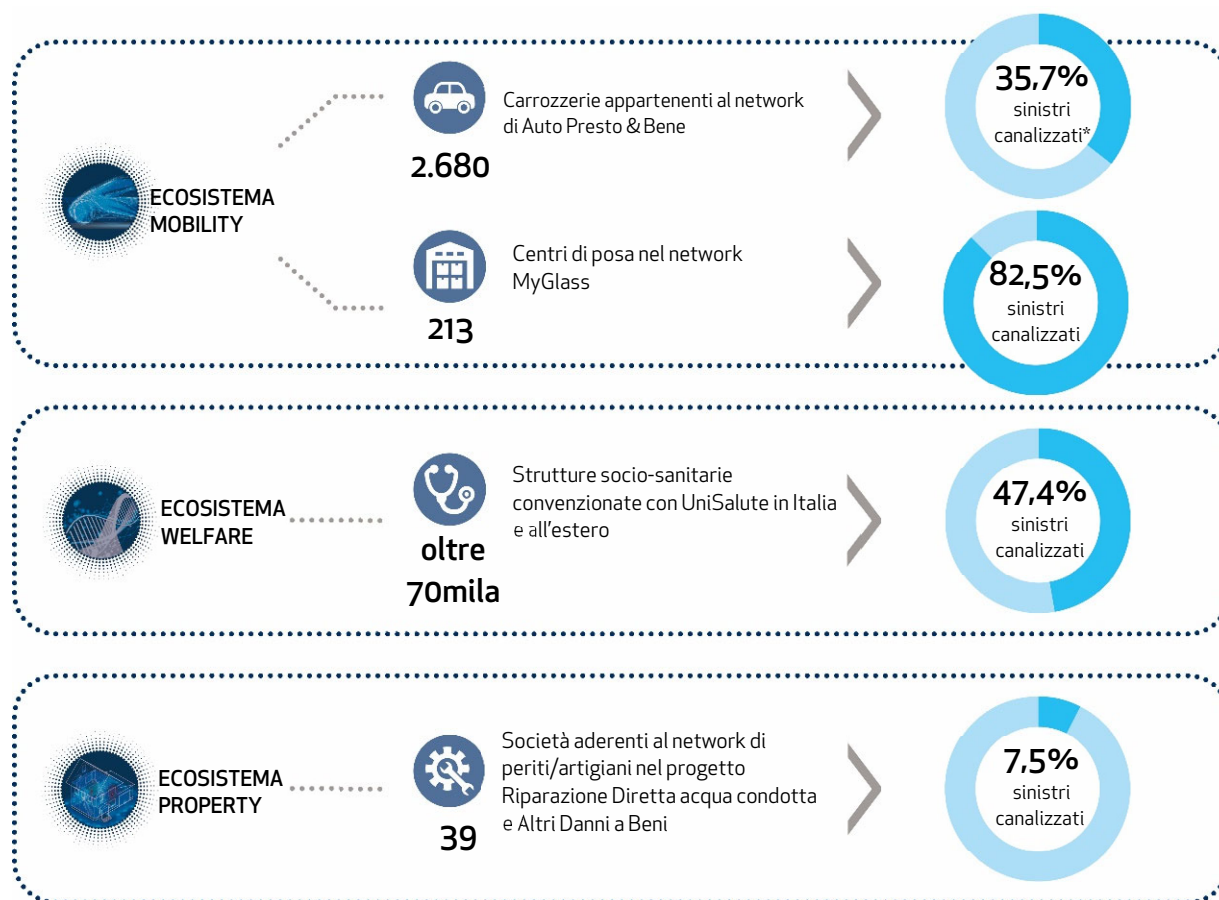 ECOSISTEMA
MOBILITY
2.680
Carrozzerie appartenenti al network
di Auto Presto & Bene
35,7%
sinistri
canalizzati*
213
Centri di posa nel network
MyGlass
82,5%
sinistri
canalizzati
ECOSISTEMA
WELFARE
oltre
70mila
Strutture socio-sanitarie
convenzionate con UniSalute in Italia
e all'estero
47,4%
sinistri
canalizzati
ECOSISTEMA
PROPERTY
39
Società aderenti al network di
periti/artigiani nel progetto
Riparazione Diretta acqua condotta
e Altri Danni a Beni
7,5%
sinistri
canalizzati